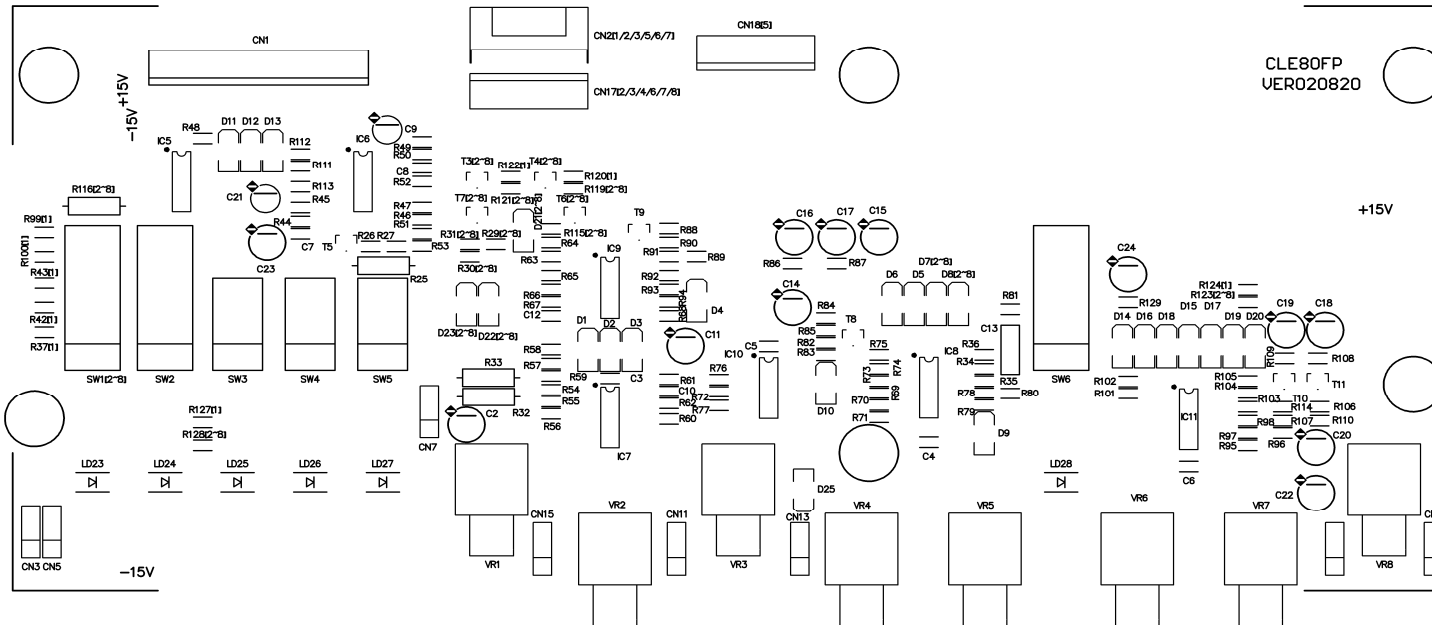 CN1
CN2[1/2/3/5/6/7]
CN18[5]
CN17[2/3/4/6/7/8]
CLE80FP
VER020820
-15V
+15V
R48
D11 D12 D13
IC5
R112
R111
R113
R45
C21
R44
C23
C7
IC6
C9
R49
R50
C8
R52
R47
R46
R51
R53
T5
R26
R27
R25
R116[2~8]
R99[1]
R100[1]
R43[1]
R42[1]
R37[1]
SW1[2~8]
SW2
SW3
SW4
SW5
T3[2~8]
R122[1]
T4[2~8]
R120[1]
R119[2~8]
T7[2~8]
R121[2~8]
D21[2~8]
T6[2~8]
R115[2~8]
T9
R31[2~8]
R29[2~8]
R30[2~8]
R64
R63
R65
R66
R67
C12
IC9
R88
R90
R91
R89
R92
R93
R94
R68
D4
D23[2~8]
D22[2~8]
D1 D2 D3
C11
R33
R32
C2
CN7
R58
R57
R59
C3
R54
R55
R56
IC7
R61
C10
R62
R60
R76
R72
R77
C5
IC10
C16
C17
C15
R86
R87
C14
R84
R85
R82
R83
T8
D10
D7[2~8]
D6 D5 D8[2~8]
R75
R73
R74
R69
R70
R71
IC8
C4
R81
C13
R36
R34
R35
R78
R80
R79
D9
SW6
+15V
C24
R129
R124[1]
R123[2~8]
D15 D17
D14 D16 D18 D19 D20
C19
C18
R109
R108
R102
R101
R105
R104
R103
T10
T11
R114
R106
R98
R107
R110
R97
R95
R96
IC11
C6
C20
C22
R127[1]
R128[2~8]
LD23
LD24
LD25
LD26
LD27
LD28
D25
CN3
CN5
-15V
VR1
CN15
VR2
CN11
VR3
CN13
VR4
VR5
VR6
VR7
VR8